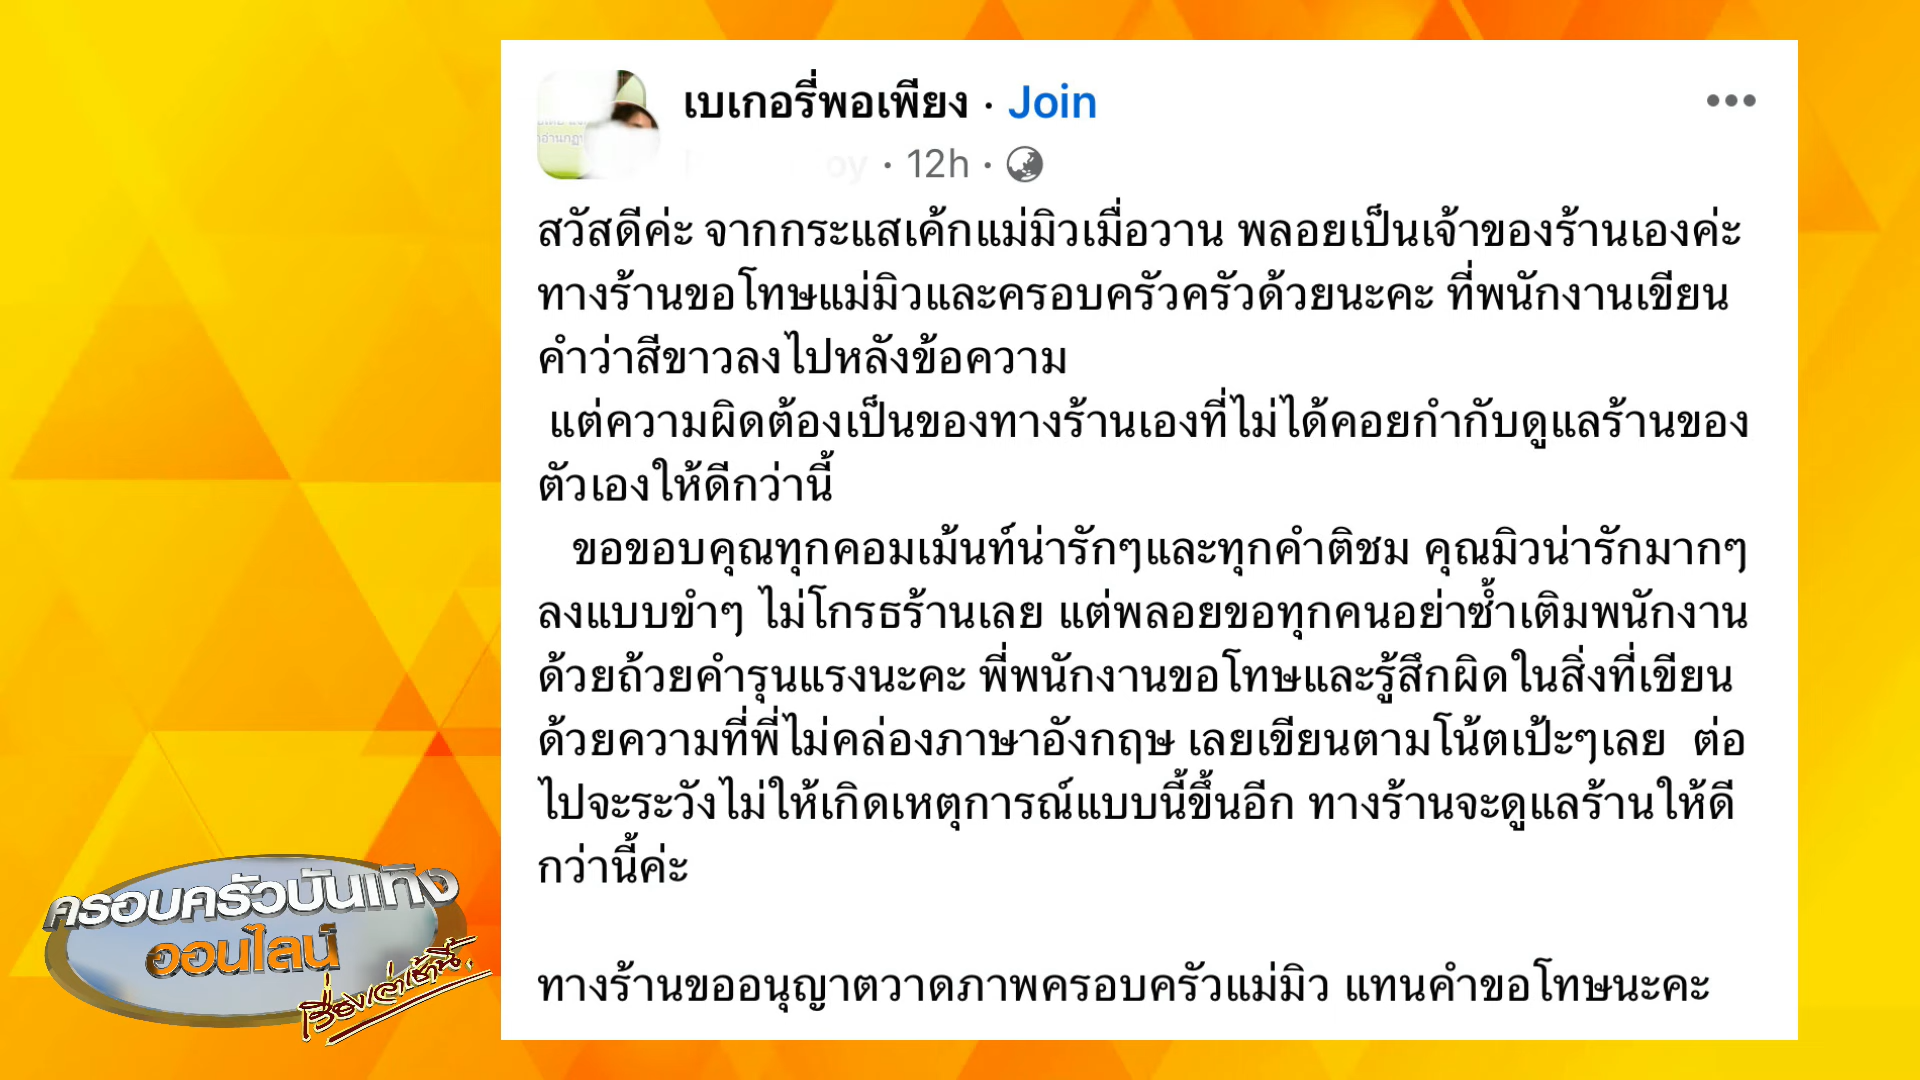 เบเกอรี่พอเพียง · Join
oy · 12h ·
สวัสดีค่ะ จากกระแสเค้กแม่มิวเมื่อวาน พลอยเป็นเจ้าของร้านเองค่ะ
ทางร้านขอโทษแม่มิวและครอบครัวครัวด้วยนะคะ ที่พนักงานเขียน
คำว่าสีขาวลงไปหลังข้อความ
แต่ความผิดต้องเป็นของทางร้านเองที่ไม่ได้คอยกำกับดูแลร้านของ
ตัวเองให้ดีกว่านี้
ขอขอบคุณทุกคอมเม้นท์น่ารักๆและทุกคำติชม คุณมิวน่ารักมากๆ
ลงแบบขำๆ ไม่โกรธร้านเลย แต่พลอยขอทุกคนอย่าซ้ำเติมพนักงาน
ด้วยถ้วยคำรุนแรงนะคะ พี่พนักงานขอโทษและรู้สึกผิดในสิ่งที่เขียน
ด้วยความที่พี่ไม่คล่องภาษาอังกฤษ เลยเขียนตามโน้ตเป้ะๆเลย ต่อ
ไปจะระวังไม่ให้เกิดเหตุการณ์แบบนี้ขึ้นอีก ทางร้านจะดูแลร้านให้ดี
กว่านี้ค่ะ
ทางร้านขออนุญาตวาดภาพครอบครัวแม่มิว แทนคำขอโทษนะคะ
ครอบครัวบันเทิง
ออนไลน์
เรื่องเล่าเช้านี้